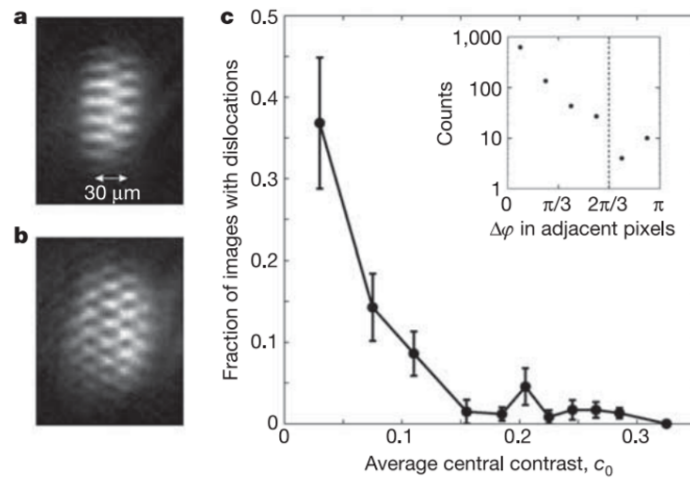 a
30 μm
b
c
Fraction of images with dislocations
0.5
0.4
0.3
0.2
0.1
0
0 0.1 0.2 0.3
Average central contrast, c₀
Counts
1,000
100
10
1
0 π/3 2π/3 π
Δφ in adjacent pixels